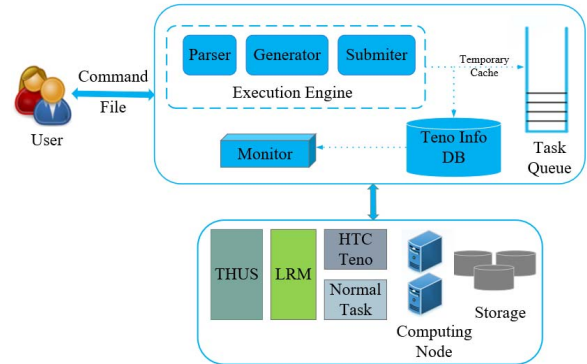 Parser
Generator
Submiter
Execution Engine
Temporary
Cache
Command
File
User
Monitor
Teno Info
DB
Task
Queue
THUS
LRM
HTC
Teno
Normal
Task
Computing
Node
Storage